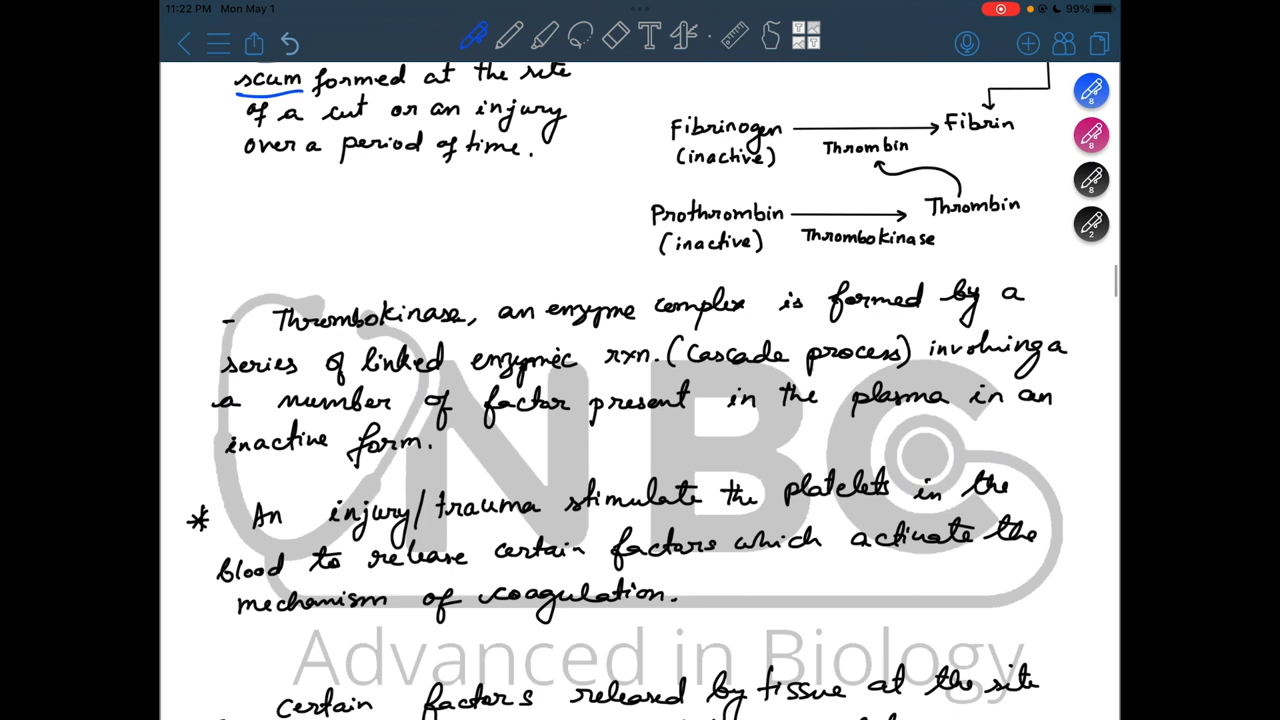 11:22 PM Mon May 1
99%
scum formed at the site
of a cut or an injury
over a period of time.
Fibrinogen
(inactive)
Thrombin
Fibrin
Prothrombin
(inactive)
Thrombokinase
Thrombin
- Thrombokinase, an enzyme complex is formed by a
series of linked enzymic rxn. (cascade process) involving a
a number of factor present in the plasma in an
inactive form.
* An injury/trauma stimulate the platelets in the
blood to release certain factors which activate the
mechanism of coagulation.
certain factors released by tissue at the site
NBC
Advanced in Biology
8
8
8
2